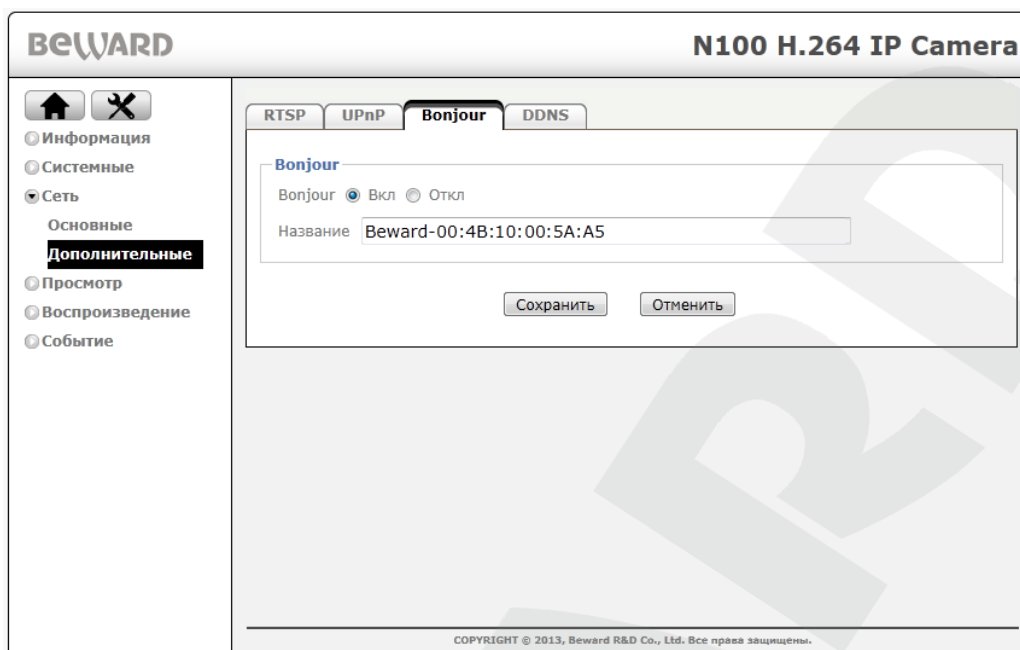 BEWARD
N100 H.264 IP Camera
Информация
Системные
Сеть
Основные
Дополнительные
Просмотр
Воспроизведение
Событие
RTSP UPnP Bonjour DDNS
Bonjour
Bonjour Вкл Откл
Название Beward-00:4B:10:00:5A:A5
Сохранить Отменить
COPYRIGHT © 2013, Beward R&D Co., Ltd. Все права защищены.